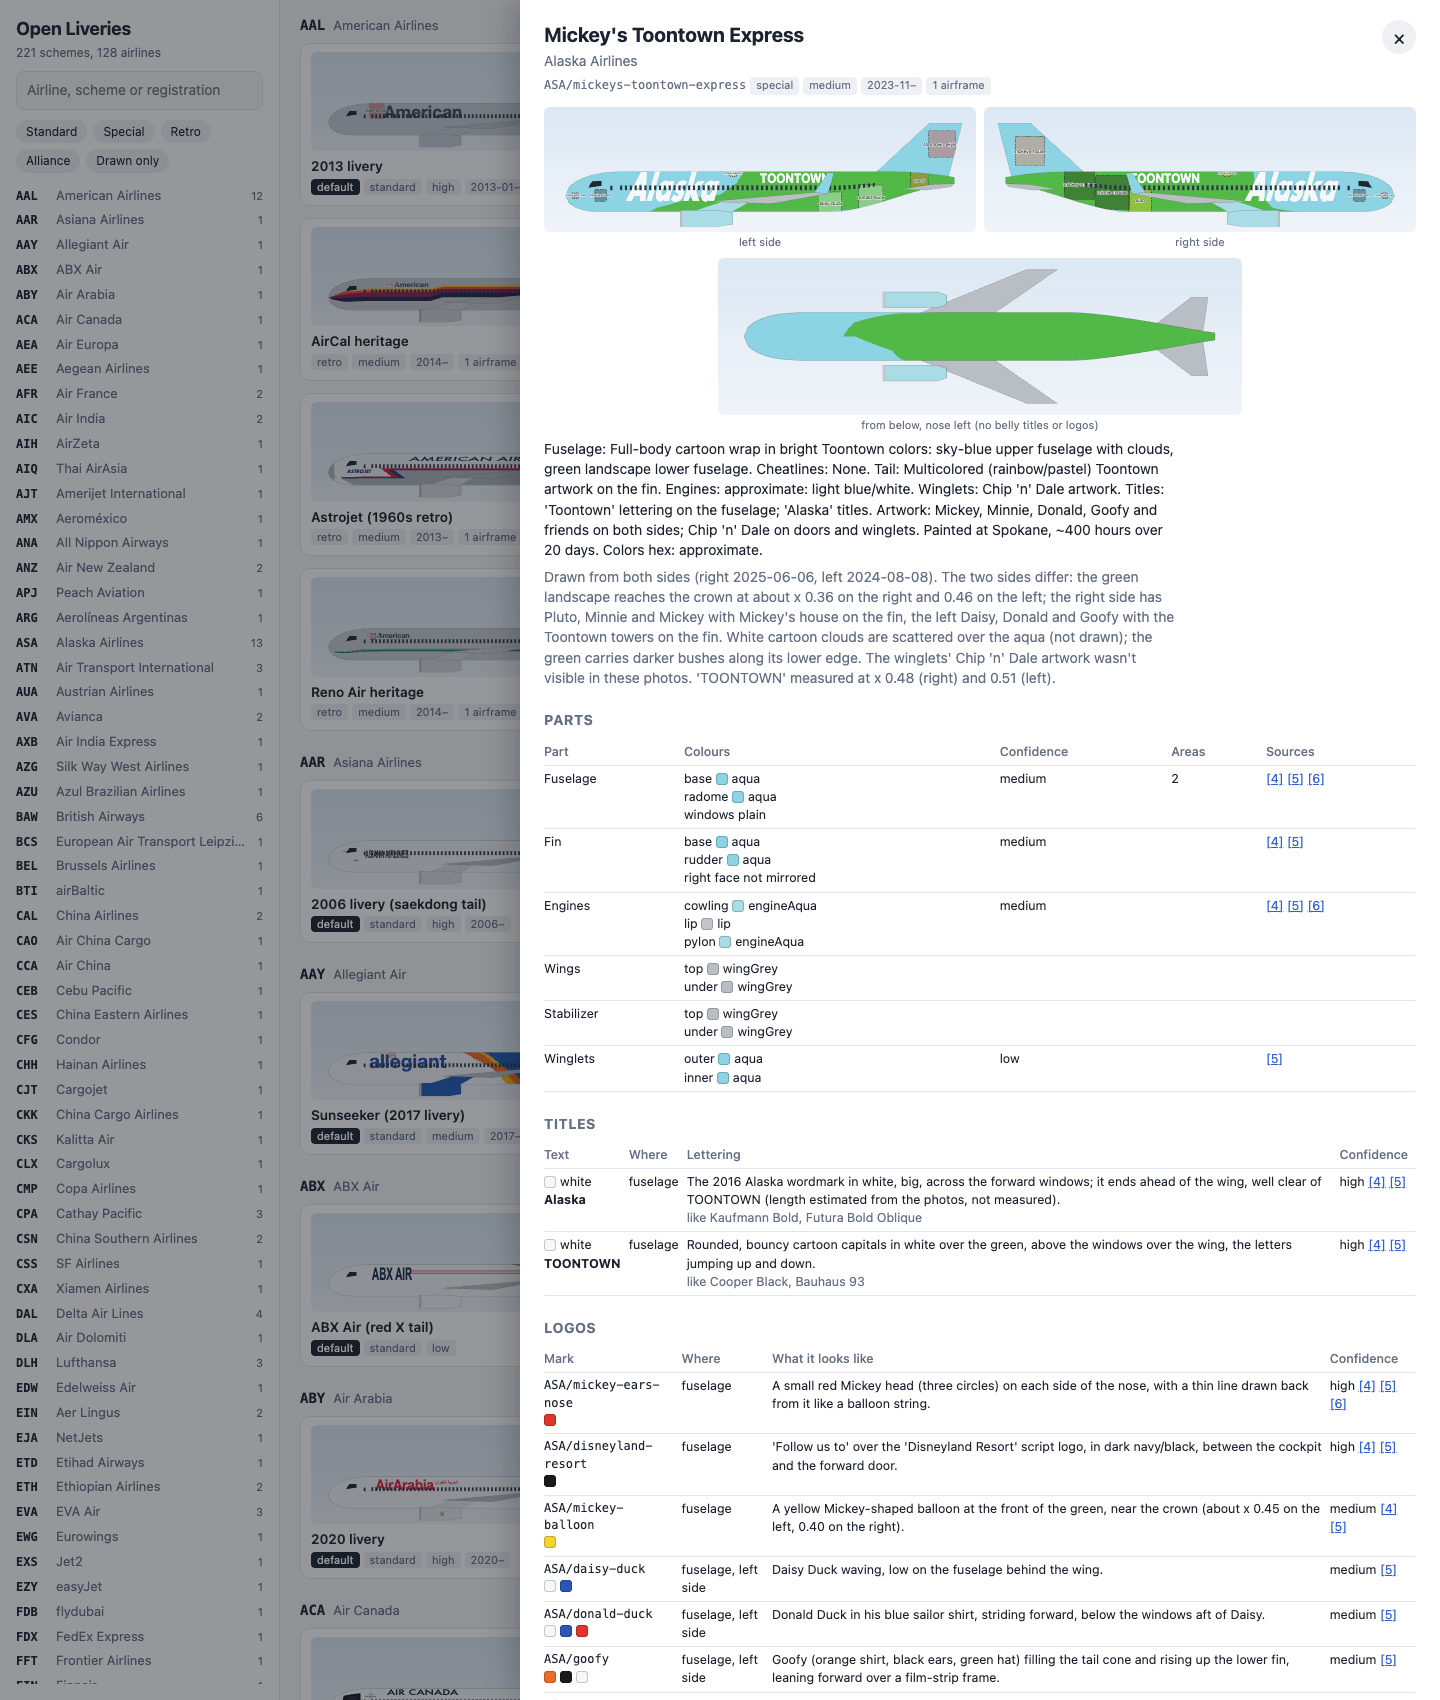 Open Liveries
221 schemes, 128 airlines
Airline, scheme or registration
Standard
Special
Retro
Alliance
Drawn only
AAL American Airlines 12
AAR Asiana Airlines 1
AAY Allegiant Air 1
ABX ABX Air 1
ABY Air Arabia 1
ACA Air Canada 1
AEA Air Europa 1
AEE Aegean Airlines 1
AFR Air France 2
AIC Air India 2
AIH AirZeta 1
AIQ Thai AirAsia 1
AJT Amerijet International 1
AMX Aeroméxico 1
ANA All Nippon Airways 1
ANZ Air New Zealand 2
APJ Peach Aviation 1
ARG Aerolíneas Argentinas 1
ASA Alaska Airlines 13
ATN Air Transport International 3
AUA Austrian Airlines 1
AVA Avianca 2
AXB Air India Express 1
AZG Silk Way West Airlines 1
AZU Azul Brazilian Airlines 1
BAW British Airways 6
BCS European Air Transport Leipzi... 1
BEL Brussels Airlines 1
BTI airBaltic 1
CAL China Airlines 2
CAO Air China Cargo 1
CCA Air China 1
CEB Cebu Pacific 1
CES China Eastern Airlines 1
CFG Condor 1
CHH Hainan Airlines 1
CJT Cargojet 1
CKK China Cargo Airlines 1
CKS Kalitta Air 1
CLX Cargolux 1
CMP Copa Airlines 1
CPA Cathay Pacific 3
CSN China Southern Airlines 2
CSS SF Airlines 1
CXA Xiamen Airlines 1
DAL Delta Air Lines 4
DLA Air Dolomiti 1
DLH Lufthansa 3
EDW Edelweiss Air 1
EIN Aer Lingus 2
EJA NetJets 1
ETD Etihad Airways 1
ETH Ethiopian Airlines 2
EVA EVA Air 3
EWG Eurowings 1
EXS Jet2 1
EZY easyJet 1
FDB flydubai 1
FDX FedEx Express 1
FFT Frontier Airlines 1
AAL American Airlines
American
2013 livery
default standard high 2013-01–
American
AirCal heritage
retro medium 2014– 1 airframe
AMERICAN AIR
ASTROJET
Astrojet (1960s retro)
retro medium 2013– 1 airframe
American
Reno Air heritage
retro medium 2014– 1 airframe
AAR Asiana Airlines
ASIANA AIRLINES
2006 livery (saekdong tail)
default standard high 2006–
AAY Allegiant Air
allegiant
Sunseeker (2017 livery)
default standard medium 2017–
ABX ABX Air
ABX AIR
ABX Air (red X tail)
default standard low
ABY Air Arabia
AirArabia
2020 livery
default standard high 2020–
ACA Air Canada
AIR CANADA
Mickey's Toontown Express
×
Alaska Airlines
ASA/mickeys-toontown-express special medium 2023-11– 1 airframe
Alaska
TOONTOWN
TOONTOWN
Alaska
left side
right side
from below, nose left (no belly titles or logos)
Fuselage: Full-body cartoon wrap in bright Toontown colors: sky-blue upper fuselage with clouds,
green landscape lower fuselage. Cheatlines: None. Tail: Multicolored (rainbow/pastel) Toontown
artwork on the fin. Engines: approximate: light blue/white. Winglets: Chip 'n' Dale artwork. Titles:
'Toontown' lettering on the fuselage; 'Alaska' titles. Artwork: Mickey, Minnie, Donald, Goofy and
friends on both sides; Chip 'n' Dale on doors and winglets. Painted at Spokane, ~400 hours over
20 days. Colors hex: approximate.
Drawn from both sides (right 2025-06-06, left 2024-08-08). The two sides differ: the green
landscape reaches the crown at about x 0.36 on the right and 0.46 on the left; the right side has
Pluto, Minnie and Mickey with Mickey's house on the fin, the left Daisy, Donald and Goofy with the
Toontown towers on the fin. White cartoon clouds are scattered over the aqua (not drawn); the
green carries darker bushes along its lower edge. The winglets' Chip 'n' Dale artwork wasn't
visible in these photos. 'TOONTOWN' measured at x 0.48 (right) and 0.51 (left).
PARTS
Part Colours Confidence Areas Sources
Fuselage base aqua medium 2 [4] [5] [6]
radome aqua
windows plain
Fin base aqua medium [4] [5]
rudder aqua
right face not mirrored
Engines cowling engineAqua medium [4] [5] [6]
lip lip
pylon engineAqua
Wings top wingGrey
under wingGrey
Stabilizer top wingGrey
under wingGrey
Winglets outer aqua low [5]
inner aqua
TITLES
Text Where Lettering Confidence
white fuselage The 2016 Alaska wordmark in white, big, across the forward windows; it ends ahead of the wing, well clear of high [4] [5]
Alaska TOONTOWN (length estimated from the photos, not measured).
like Kaufmann Bold, Futura Bold Oblique
white fuselage Rounded, bouncy cartoon capitals in white over the green, above the windows over the wing, the letters high [4] [5]
TOONTOWN jumping up and down.
like Cooper Black, Bauhaus 93
LOGOS
Mark Where What it looks like Confidence
ASA/mickey-ears- fuselage A small red Mickey head (three circles) on each side of the nose, with a thin line drawn back high [4] [5]
nose from it like a balloon string. [6]
ASA/disneyland- fuselage 'Follow us to' over the 'Disneyland Resort' script logo, in dark navy/black, between the cockpit high [4] [5]
resort and the forward door.
ASA/mickey- fuselage A yellow Mickey-shaped balloon at the front of the green, near the crown (about x 0.45 on the medium [4]
balloon left, 0.40 on the right). [5]
ASA/daisy-duck fuselage, left Daisy Duck waving, low on the fuselage behind the wing. medium [5]
side
ASA/donald-duck fuselage, left Donald Duck in his blue sailor shirt, striding forward, below the windows aft of Daisy. medium [5]
side
ASA/goofy fuselage, left Goofy (orange shirt, black ears, green hat) filling the tail cone and rising up the lower fin, medium [5]
side leaning forward over a film-strip frame.